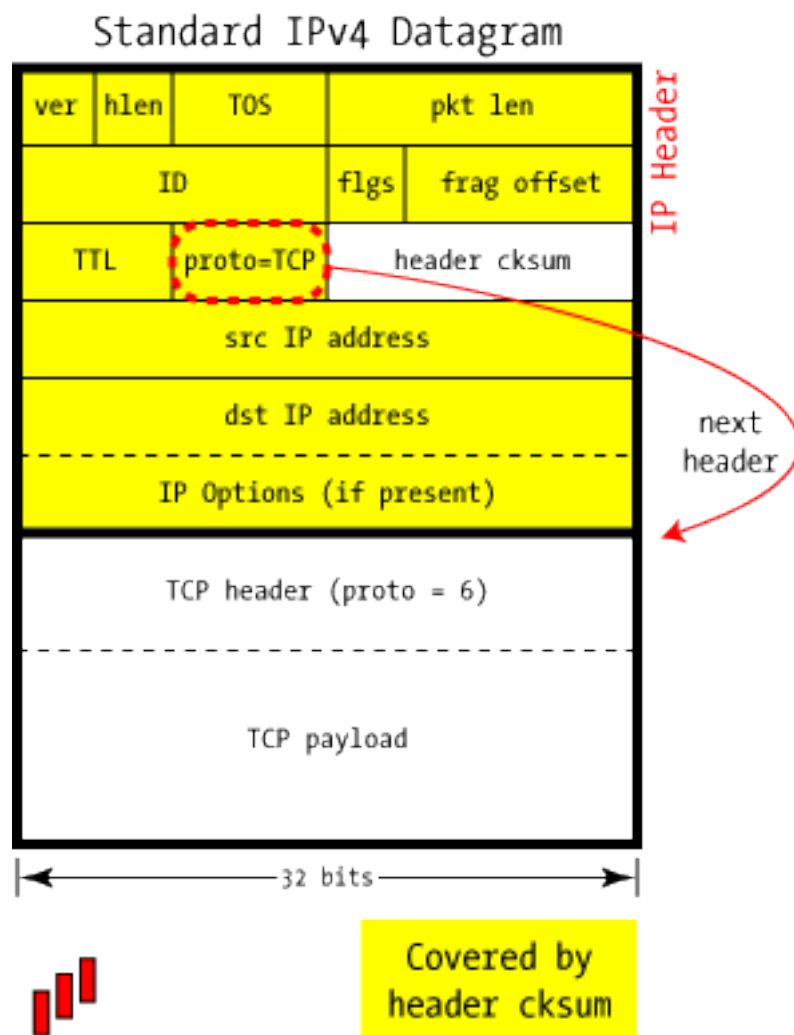 Standard IPv4 Datagram
ver hlen TOS pkt len
IP Header
ID flgs frag offset
TTL proto=TCP header cksum
src IP address
dst IP address
next
header
IP Options (if present)
TCP header (proto = 6)
TCP payload
32 bits
Covered by
header cksum